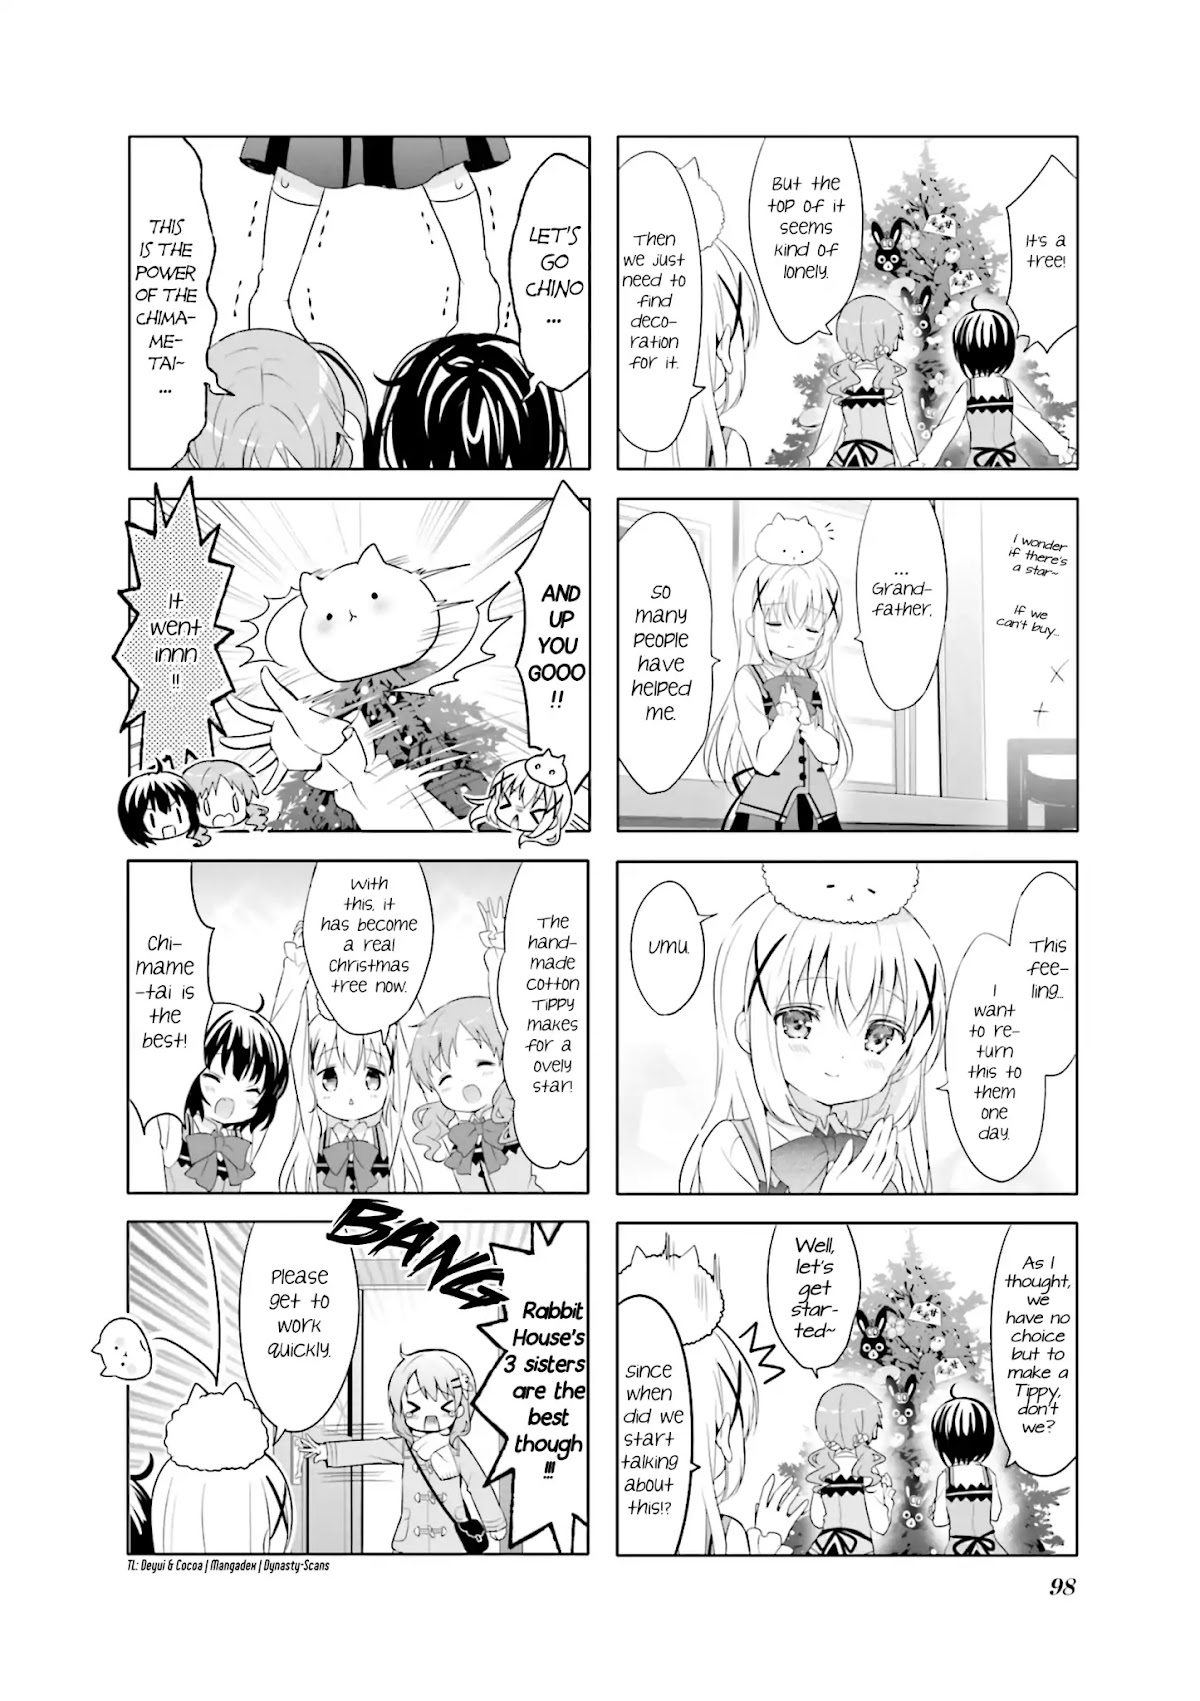 It's a
tree!
But the
top of it
seems
kind of
lonely.
Then
we just
need to
find
deco-
ration
for it.
I wonder
if there's
a star~
If we
can't buy...
...
Grand-
father,
so
many
people
have
helped
me.
This
fee-
ling...
I
want
to re-
turn
this to
them
one
day.
Umu.
As I
thought,
we
have no
choice
but to
make a
Tippy,
don't
we?
Well,
let's
get
star-
ted~
Since
when
did we
start
talking
about
this!?
LET'S
GO
CHINO
...
THIS
IS THE
POWER
OF THE
CHIMA-
ME-
TAI~
...
AND
UP
YOU
GOOO
!!
It
went
innn
!!
The
hand-
made
cotton
Tippy
makes
for a
ovely
star!
With
this, it
has become
a real
Christmas
tree now.
Chi-
mame
-tai is
the
best!
BANG
Rabbit
House's
3 sisters
are the
best
though
!!!
Please
get to
work
quickly.
TL: Deyui & Cocoa | Mangadex | Dynasty-Scans
98